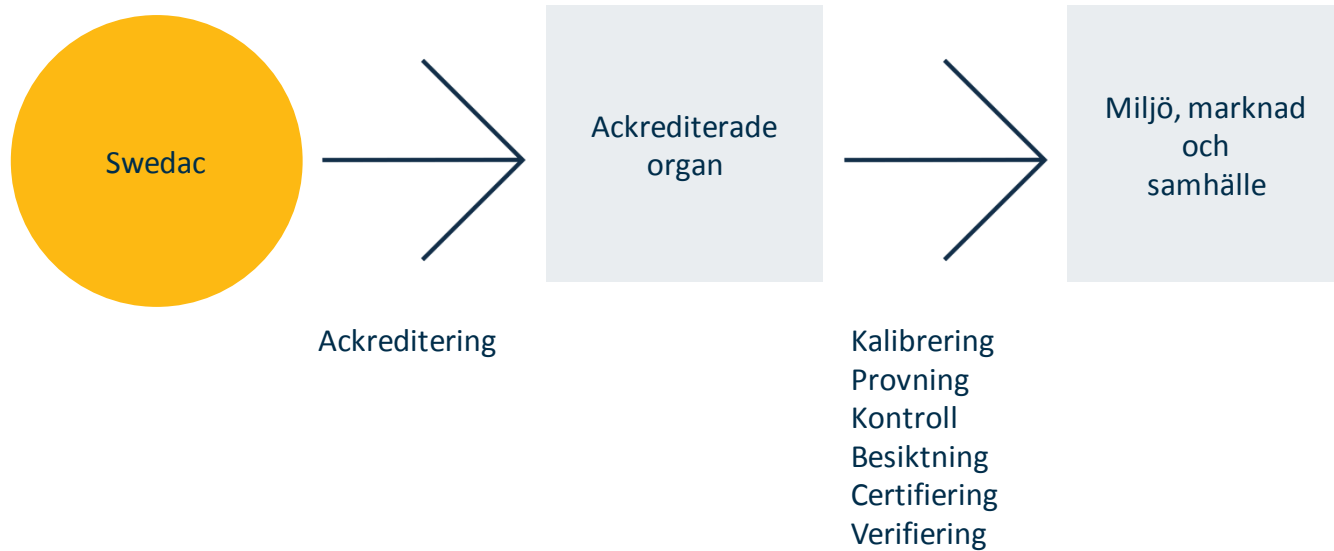 Swedac
Ackrediterade
organ
Miljö, marknad
och
samhälle
Ackreditering
Kalibrering
Provning
Kontroll
Besiktning
Certifiering
Verifiering